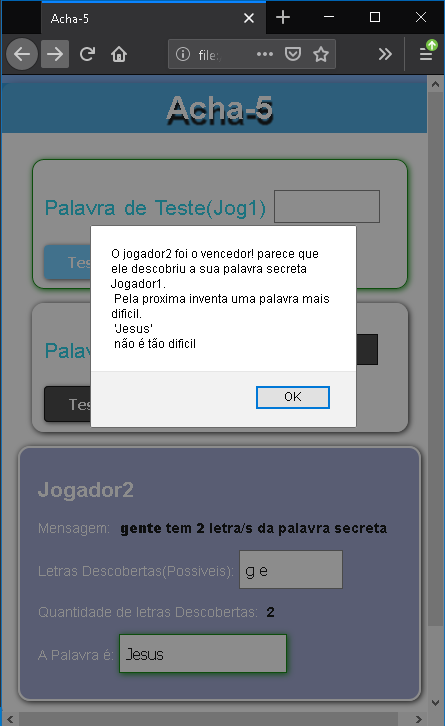 Acha-5
file:
Acha-5
Palavra de Teste(Jog1)
Tes
O jogador2 foi o vencedor! parece que
ele descobriu a sua palavra secreta
Jogador1.
Pela proxima inventa uma palavra mais
dificil.
'Jesus'
não é tão dificil
OK
Palav
Tes
Jogador2
Mensagem: gente tem 2 letra/s da palavra secreta
Letras Descobertas(Possiveis): g e
Quantidade de letras Descobertas: 2
A Palavra é: Jesus